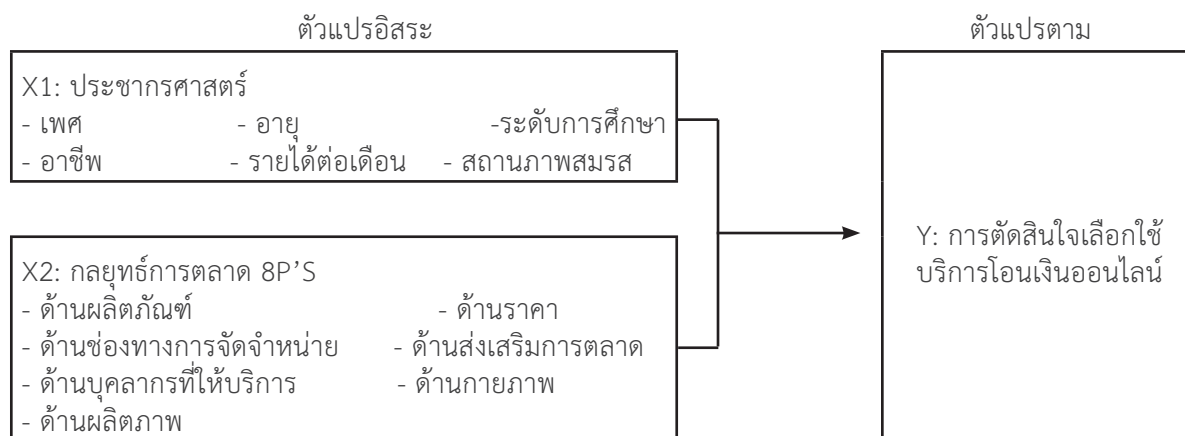 ตัวแปรอิสระ ตัวแปรตาม
X1: ประชากรศาสตร์
- เพศ - อายุ -ระดับการศึกษา
- อาชีพ - รายได้ต่อเดือน - สถานภาพสมรส
Y: การตัดสินใจเลือกใช้
บริการโอนเงินออนไลน์
X2: กลยุทธ์การตลาด 8P’S
- ด้านผลิตภัณฑ์ - ด้านราคา
- ด้านช่องทางการจัดจำหน่าย - ด้านส่งเสริมการตลาด
- ด้านบุคลากรที่ให้บริการ - ด้านกายภาพ
- ด้านผลิตภาพ